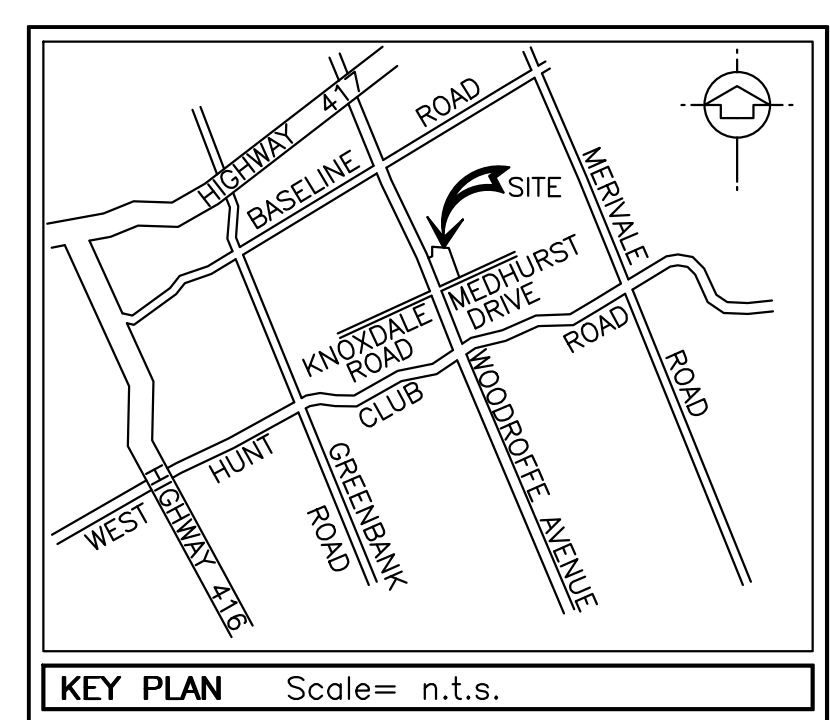 HIGHWAY 417
BASELINE ROAD
SITE
MERIVALE ROAD
MEDHURST
DRIVE
KNOXDALE
ROAD
WEST HUNT CLUB ROAD
WOODROFFE AVENUE
GREENBANK
ROAD
HIGHWAY 416
KEY PLAN Scale= n.t.s.